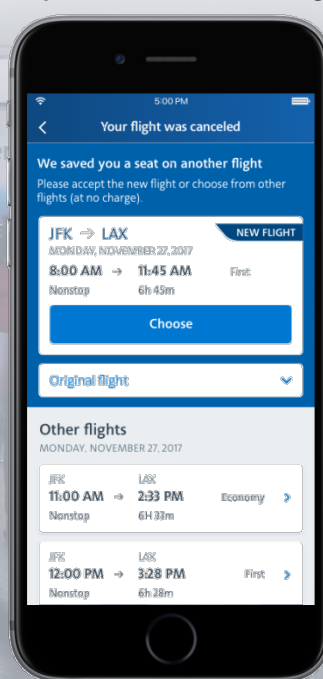 5:00 PM
Your flight was canceled
We saved you a seat on another flight
Please accept the new flight or choose from other
flights (at no charge).
JFK → LAX NEW FLIGHT
MONDAY, NOVEMBER 27, 2017
8:00 AM → 11:45 AM First
Nonstop 6h 45m
Choose
Original flight
Other flights
MONDAY, NOVEMBER 27, 2017
JFK LAX
11:00 AM → 2:33 PM Economy
Nonstop 6H 33m
JFK LAX
12:00 PM → 3:28 PM First
Nonstop 6h 28m